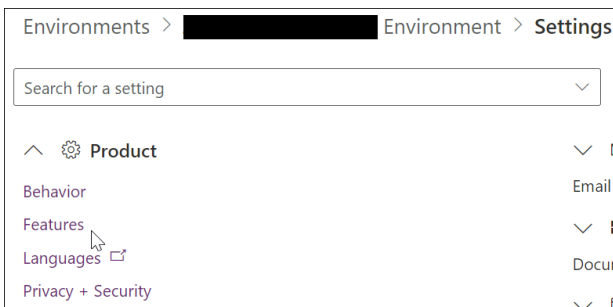 Environments > Environment > Settings
Search for a setting
Product
Behavior
Email
Features
Languages
Docu
Privacy + Security